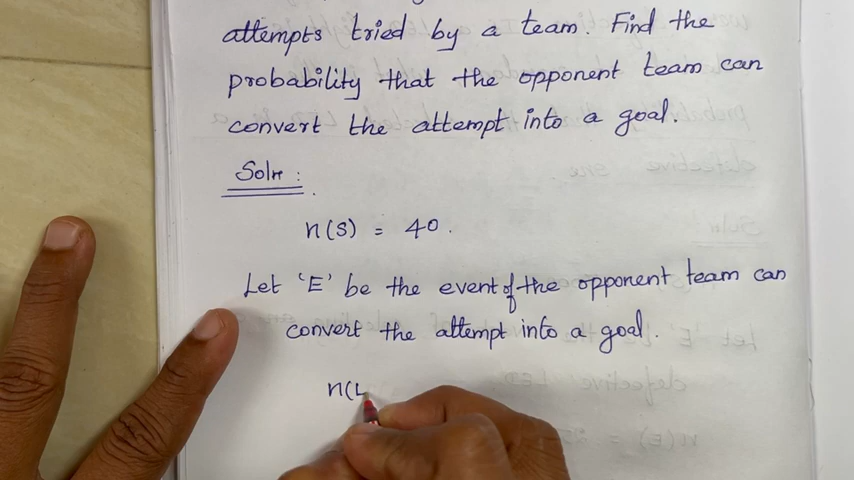 attempts tried by a team. Find the
probability that the opponent team can
convert the attempt into a goal.
Soln :
n(S) = 40.
Let 'E' be the event of the opponent team can
convert the attempt into a goal.
n(